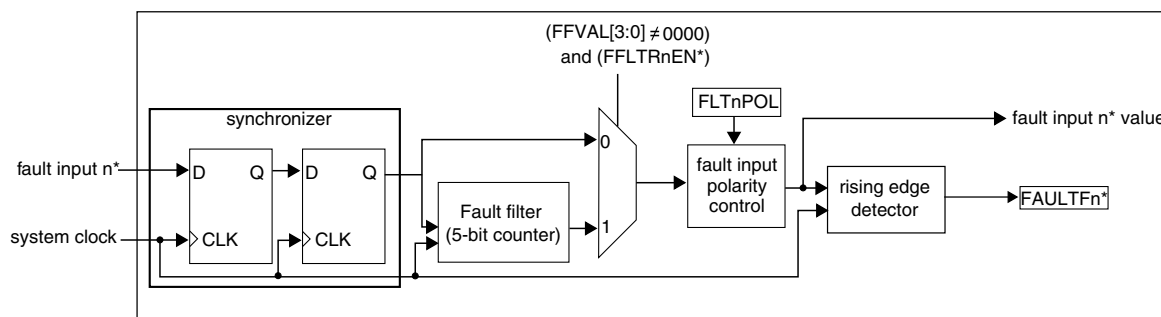 (FFVAL[3:0] ≠ 0000)
and (FFLTRnEN*)
synchronizer
FLTnPOL
fault input n* value
0
fault input n*
D Q
D Q
fault input
polarity
control
rising edge
detector
FAULTFn*
Fault filter
(5-bit counter)
1
system clock
CLK
CLK